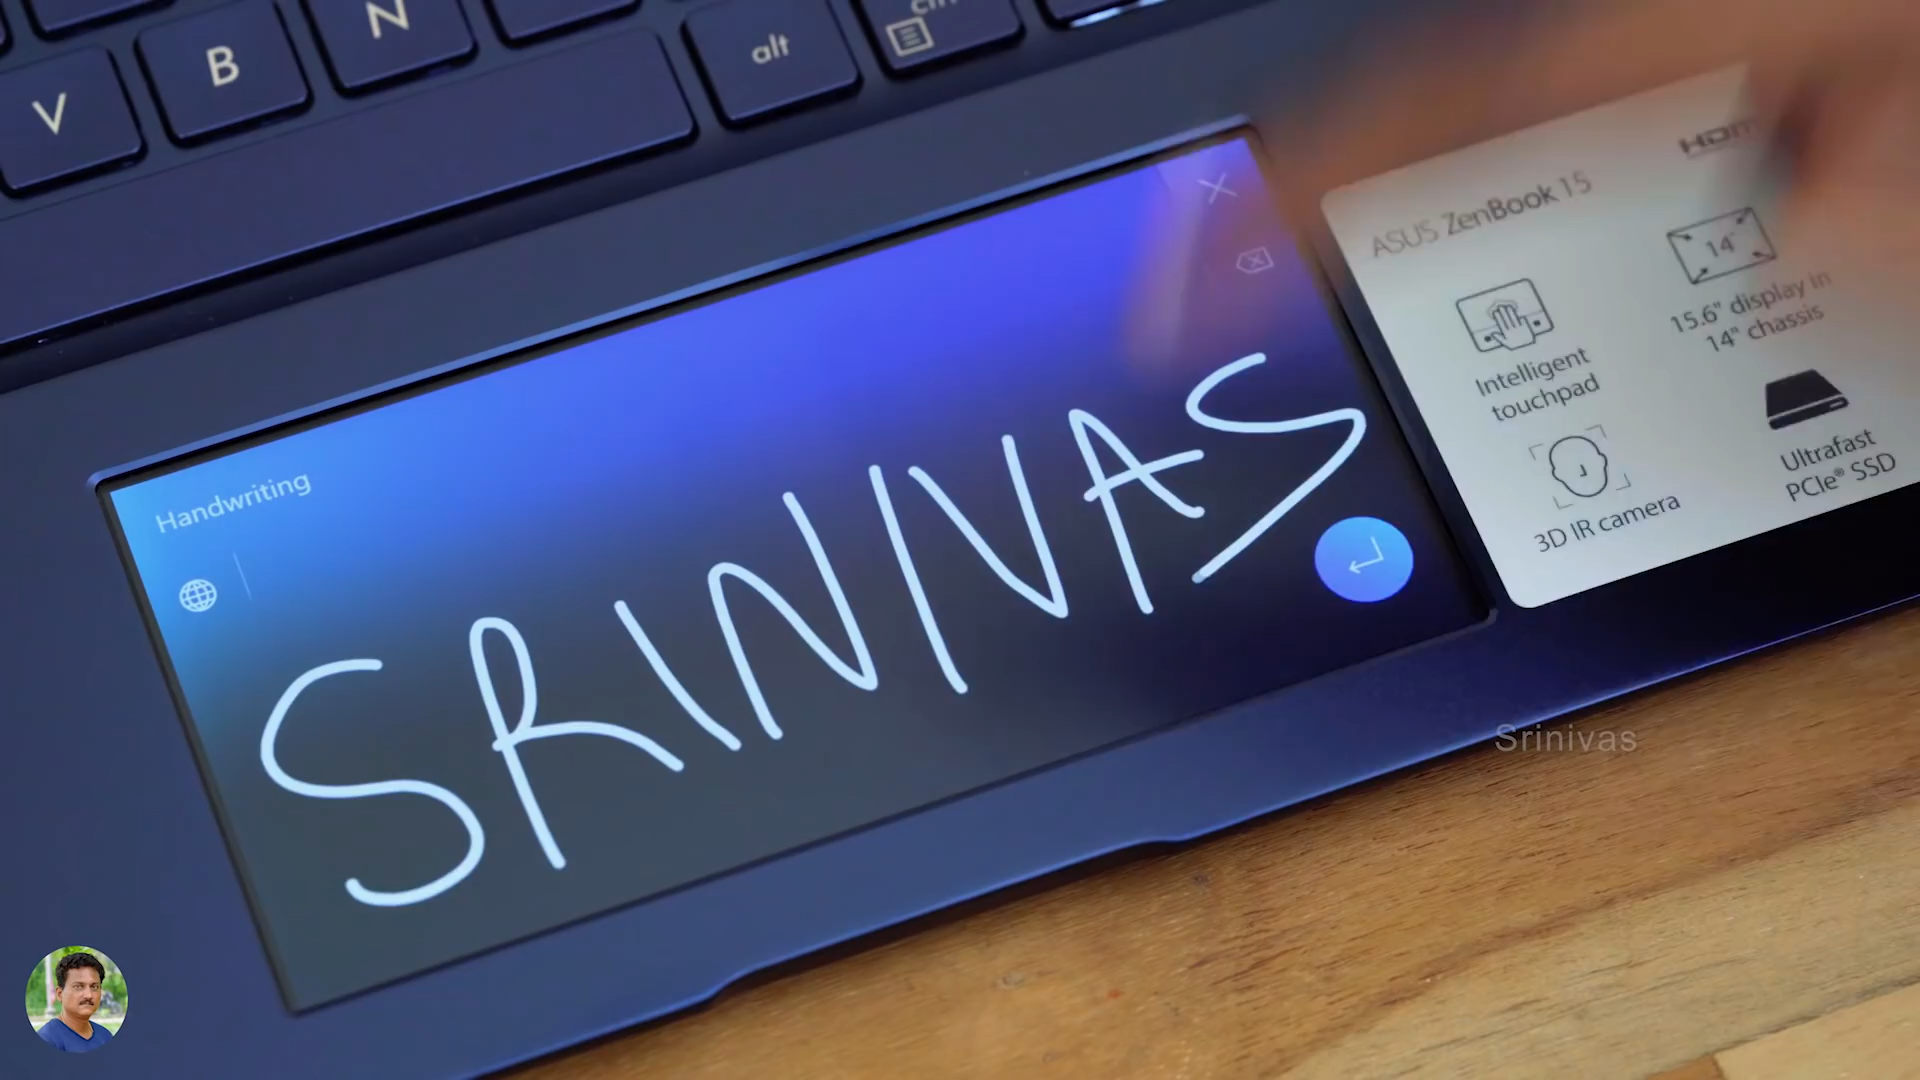 V
B
N
alt
HDMI
ASUS ZenBook 15
14"
15.6" display in
14" chassis
Intelligent
touchpad
Ultrafast
PCIe® SSD
3D IR camera
Handwriting
SRINIVAS
Srinivas